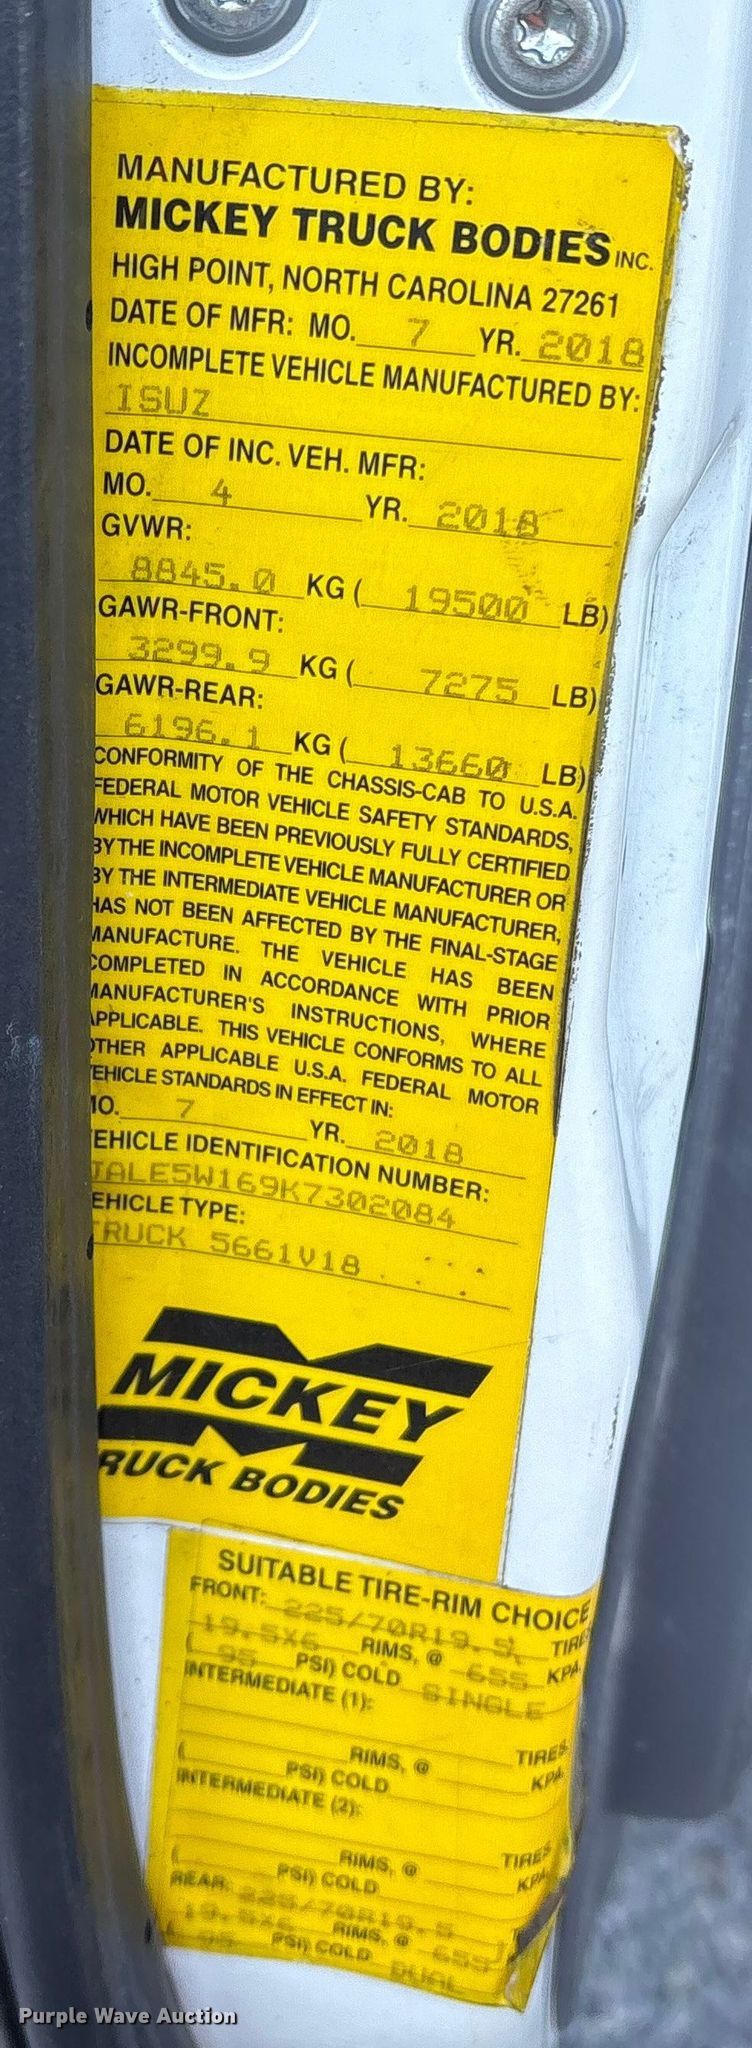 MANUFACTURED BY:
MICKEY TRUCK BODIES INC.
HIGH POINT, NORTH CAROLINA 27261
DATE OF MFR: MO. 7 YR. 2018
INCOMPLETE VEHICLE MANUFACTURED BY:
ISUZ
DATE OF INC. VEH. MFR:
MO. 4 YR. 2018
GVWR:
8845.0 KG ( 19500 LB)
GAWR-FRONT:
3299.9 KG ( 7275 LB)
GAWR-REAR:
6196.1 KG ( 13660 LB)
CONFORMITY OF THE CHASSIS-CAB TO U.S.A.
FEDERAL MOTOR VEHICLE SAFETY STANDARDS,
WHICH HAVE BEEN PREVIOUSLY FULLY CERTIFIED
BY THE INCOMPLETE VEHICLE MANUFACTURER OR
BY THE INTERMEDIATE VEHICLE MANUFACTURER,
HAS NOT BEEN AFFECTED BY THE FINAL-STAGE
MANUFACTURE. THE VEHICLE HAS BEEN
COMPLETED IN ACCORDANCE WITH PRIOR
MANUFACTURER'S INSTRUCTIONS, WHERE
APPLICABLE. THIS VEHICLE CONFORMS TO ALL
OTHER APPLICABLE U.S.A. FEDERAL MOTOR
VEHICLE STANDARDS IN EFFECT IN:
MO. 7 YR. 2018
VEHICLE IDENTIFICATION NUMBER:
JALE5W169K7302084
VEHICLE TYPE:
TRUCK 5661V18
MICKEY
TRUCK BODIES
SUITABLE TIRE-RIM CHOICE
FRONT: 225/70R19.5 TIRES
19.5X6 RIMS, @ 655 KPA.
( 95 PSI) COLD SINGLE
INTERMEDIATE (1):
TIRES
RIMS, @ KPA.
( PSI) COLD
INTERMEDIATE (2):
TIRES
RIMS, @ KPA.
( PSI) COLD
REAR: 225/70R19.5
19.5X6 RIMS, @ 655
( 95 PSI) COLD DUAL
Purple Wave Auction